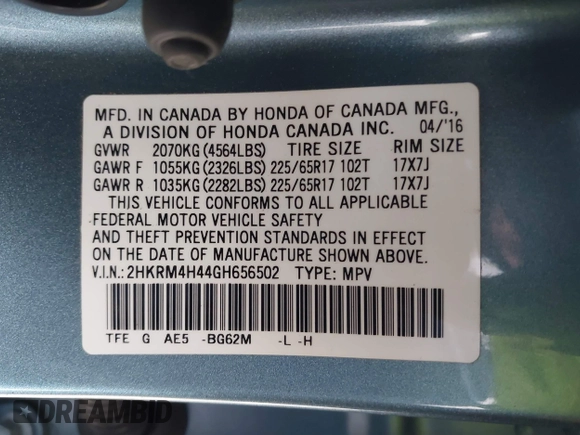 MFD. IN CANADA BY HONDA OF CANADA MFG.,
A DIVISION OF HONDA CANADA INC. 04/'16
GVWR 2070KG(4564LBS) TIRE SIZE RIM SIZE
GAWR F 1055KG(2326LBS)225/65R17 102T 17X7J
GAWR R 1035KG(2282LBS)225/65R17 102T 17X7J
THIS VEHICLE CONFORMS TO ALL APPLICABLE
FEDERAL MOTOR VEHICLE SAFETY
AND THEFT PREVENTION STANDARDS IN EFFECT
ON THE DATE OF MANUFACTURE SHOWN ABOVE.
V.I.N.:2HKRM4H44GH656502 TYPE: MPV
TFE G AE5 -BG62M -L -H
DREAMBID